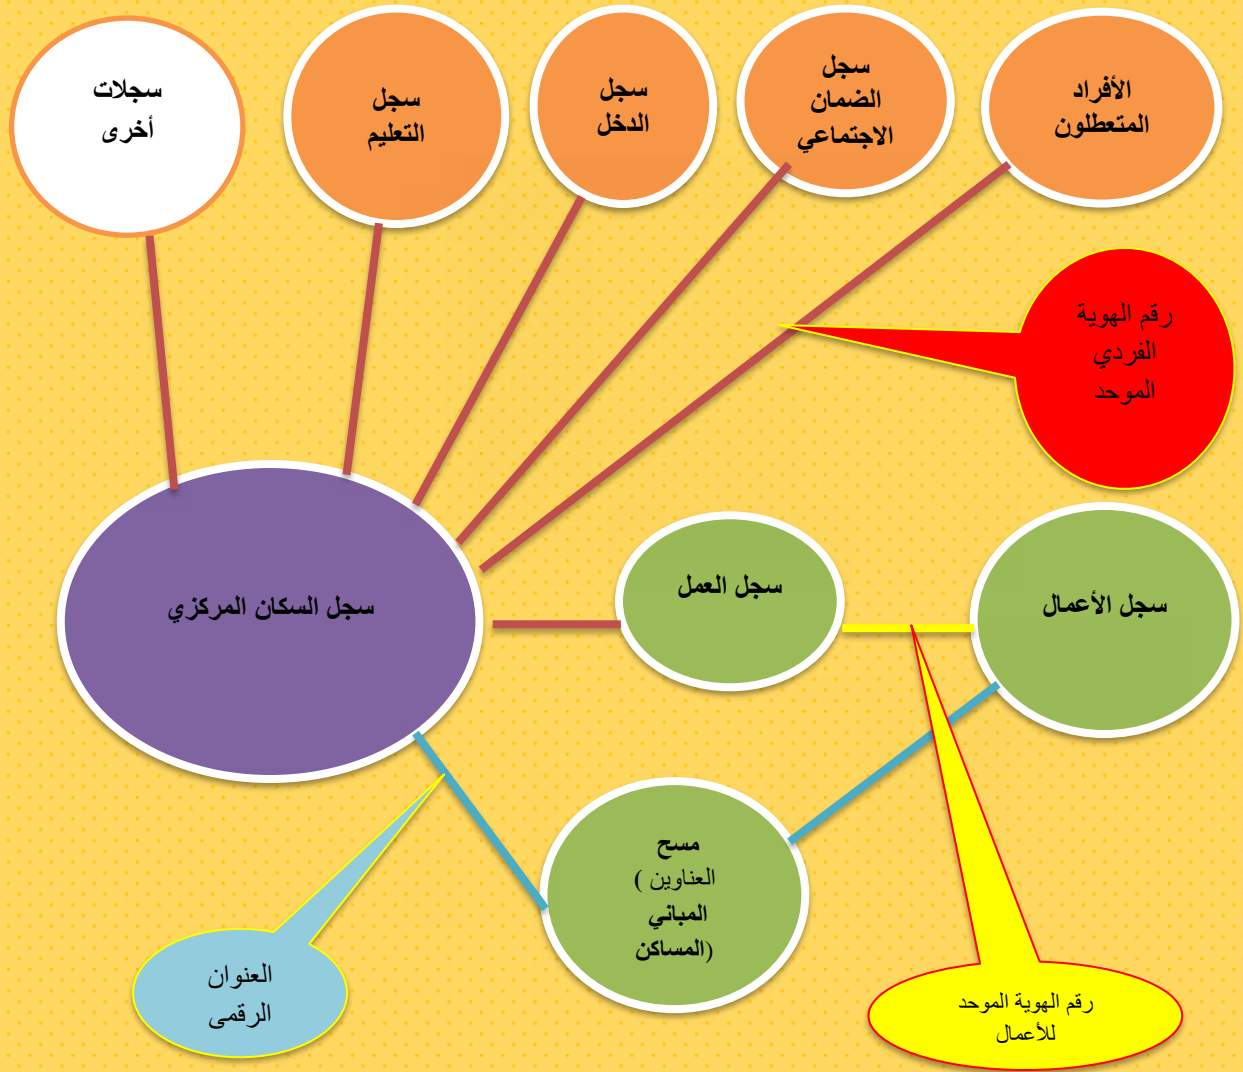 سجلات
أخرى
سجل
التعليم
سجل
الدخل
سجل
الضمان
الاجتماعي
الأفراد
المتعطلون
رقم الهوية
الفردي
الموحد
سجل السكان المركزي
سجل العمل
سجل الأعمال
مسح
العناوين )
المباني
(المساكن
العنوان
الرقمى
رقم الهوية الموحد
للأعمال